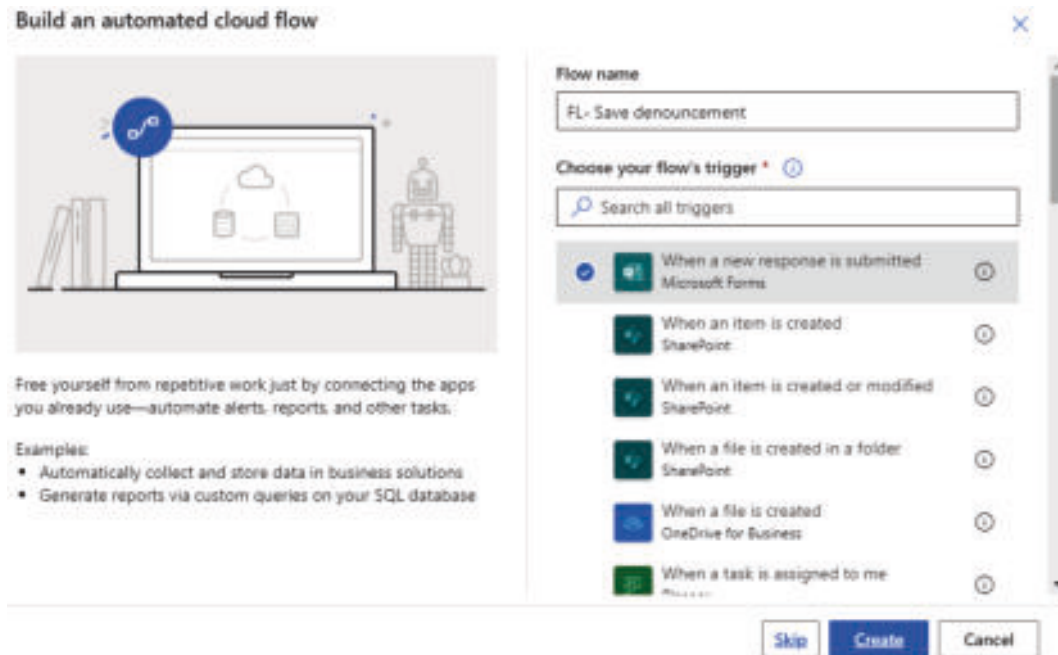 Build an automated cloud flow
Free yourself from repetitive work just by connecting the apps
you already use—automate alerts, reports, and other tasks.
Examples:
• Automatically collect and store data in business solutions
• Generate reports via custom queries on your SQL database
Flow name
FL- Save denouncement
Choose your flow's trigger *
Search all triggers
When a new response is submitted
Microsoft Forms
When an item is created
SharePoint
When an item is created or modified
SharePoint
When a file is created in a folder
SharePoint
When a file is created
OneDrive for Business
When a task is assigned to me
Skip
Create
Cancel